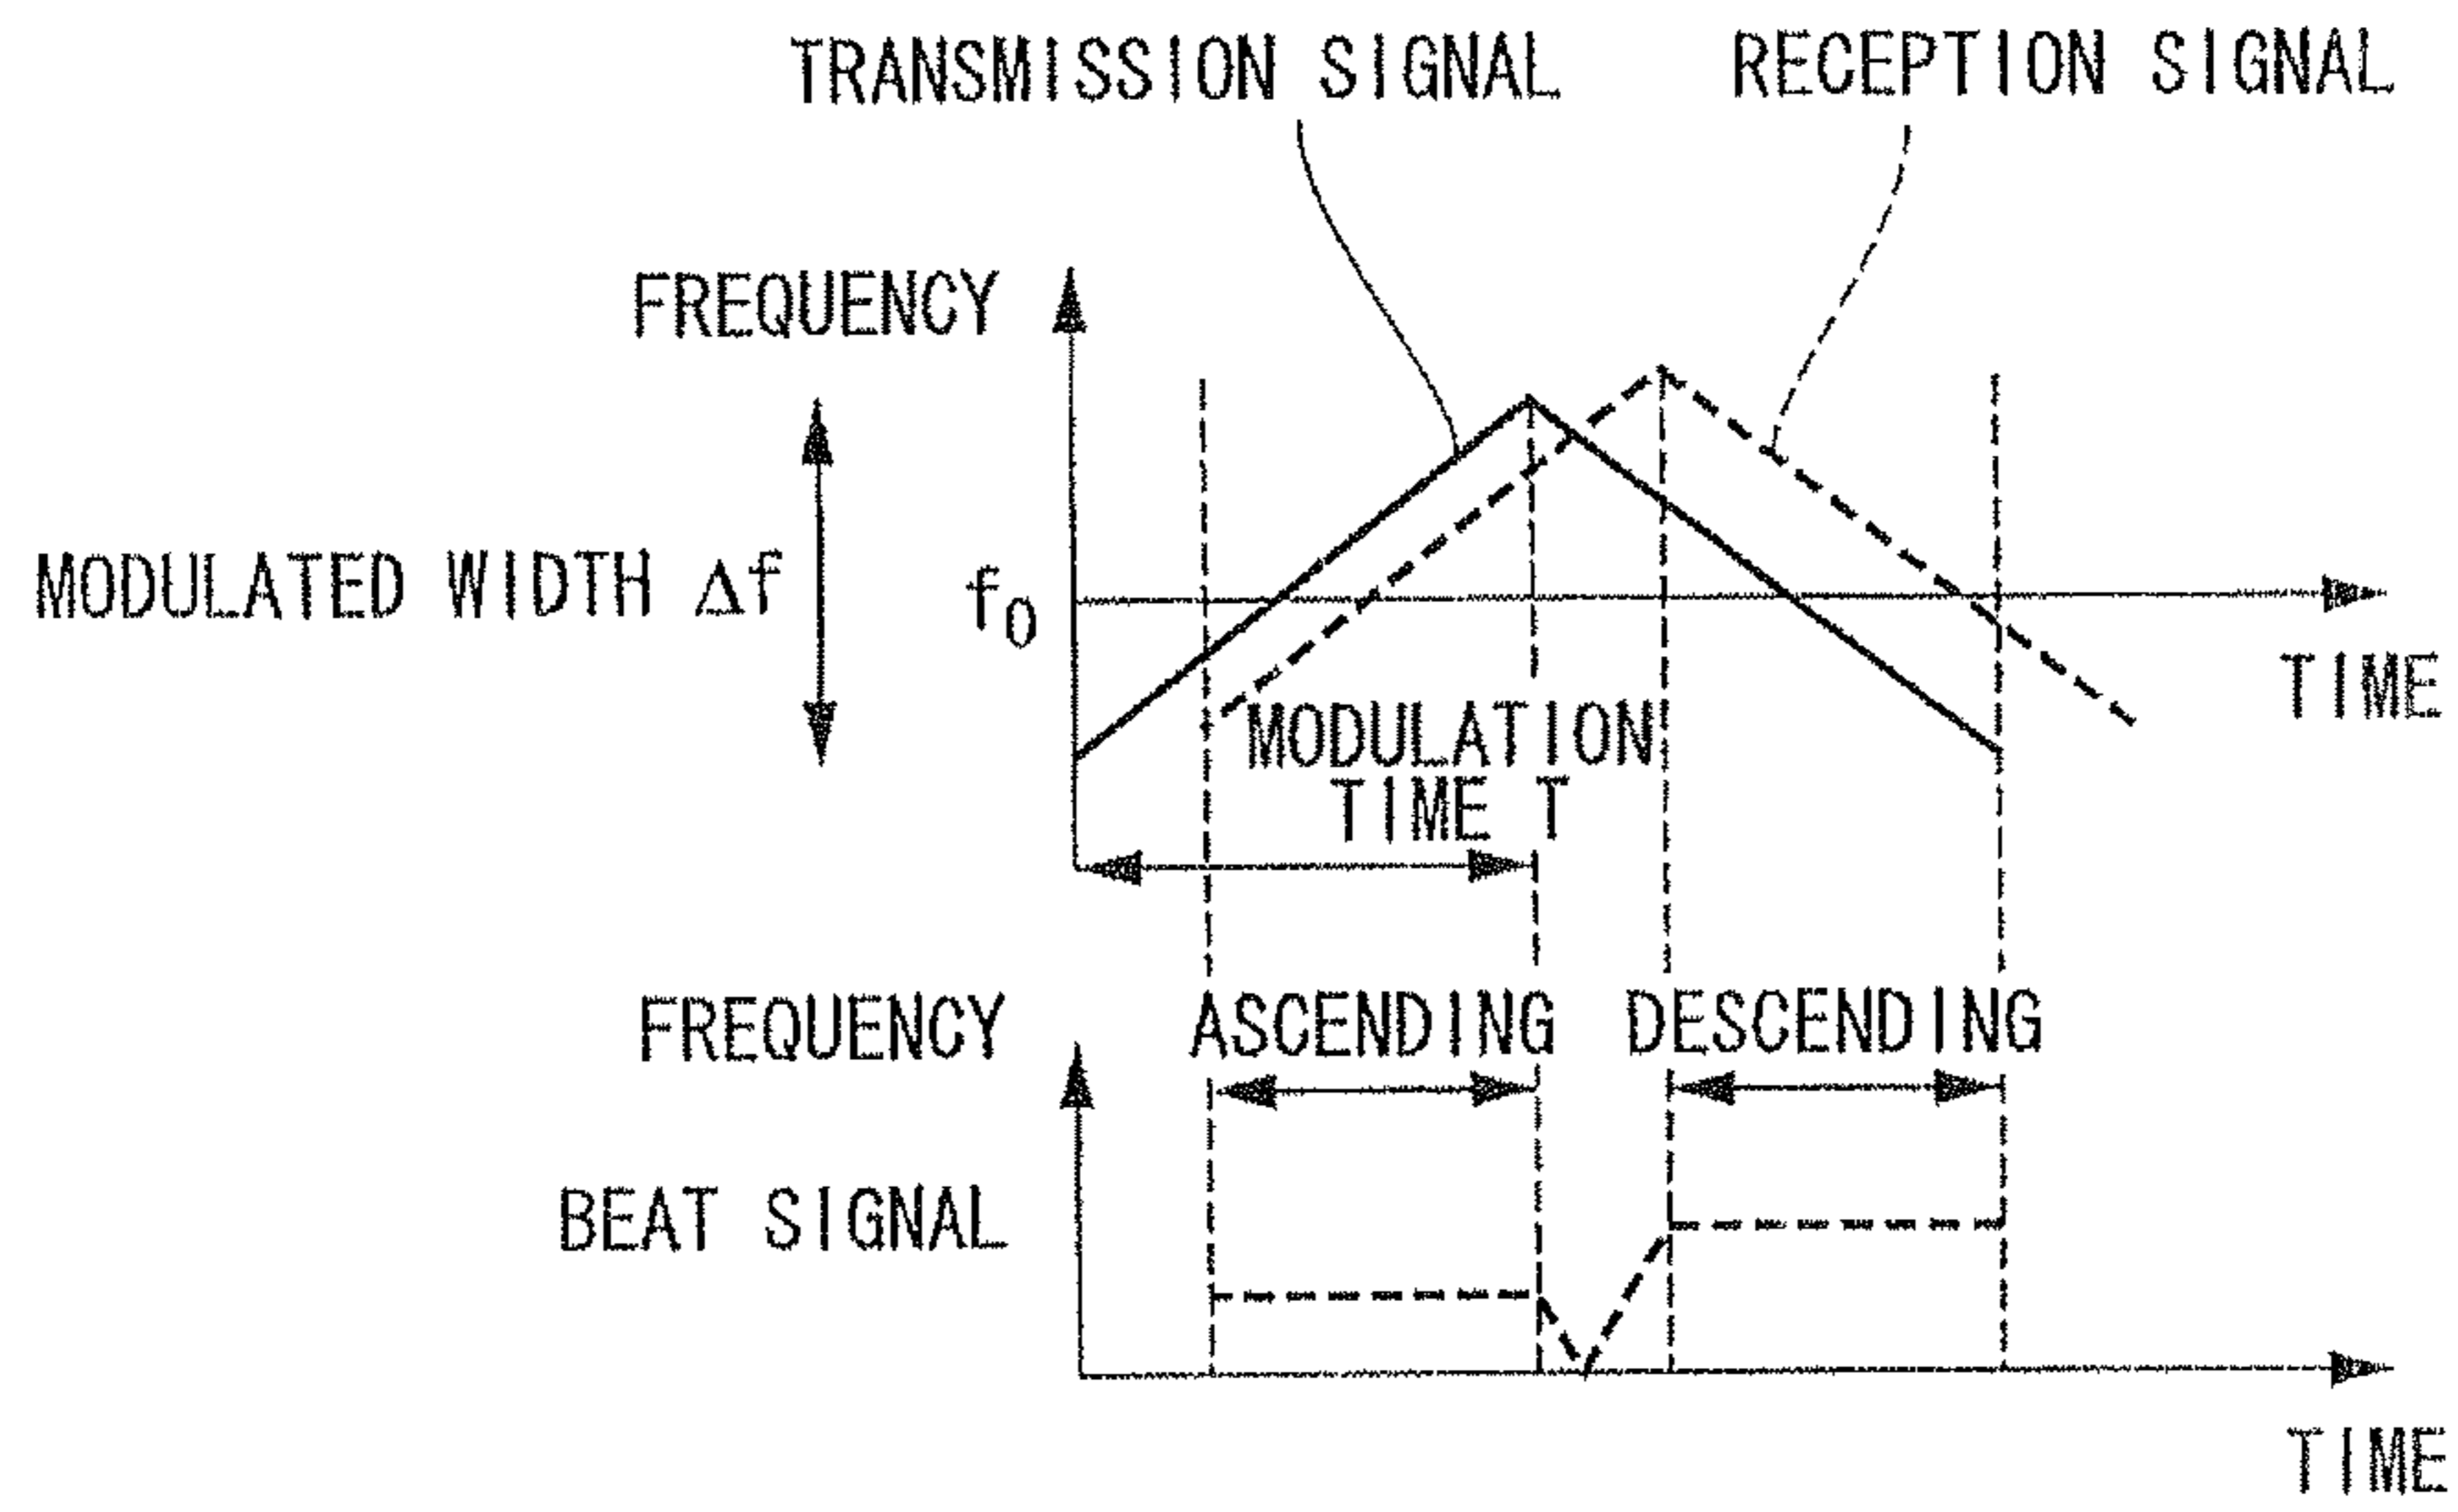 TRANSMISSION SIGNAL
RECEPTION SIGNAL
FREQUENCY
MODULATED WIDTH Δf
f0
TIME
MODULATION
TIME T
FREQUENCY
ASCENDING
DESCENDING
BEAT SIGNAL
TIME